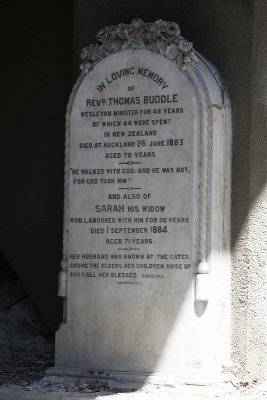 IN LOVING MEMORY
OF
REVD THOMAS BUDDLE
WESLEYAN MINISTER FOR 48 YEARS
OF WHICH 44 WERE SPENT
IN NEW ZEALAND
DIED AT AUCKLAND 26 JUNE 1883
AGED 70 YEARS
"HE WALKED WITH GOD: AND HE WAS NOT,
FOR GOD TOOK HIM"
AND ALSO OF
SARAH HIS WIDOW
WHO LABOURED WITH HIM FOR 50 YEARS
DIED 1 SEPTEMBER 1884,
AGED 71 YEARS.
HER HUSBAND WAS KNOWN AT THE GATES,
AMONG THE ELDERS. HER CHILDREN ARISE UP
AND CALL HER BLESSED.